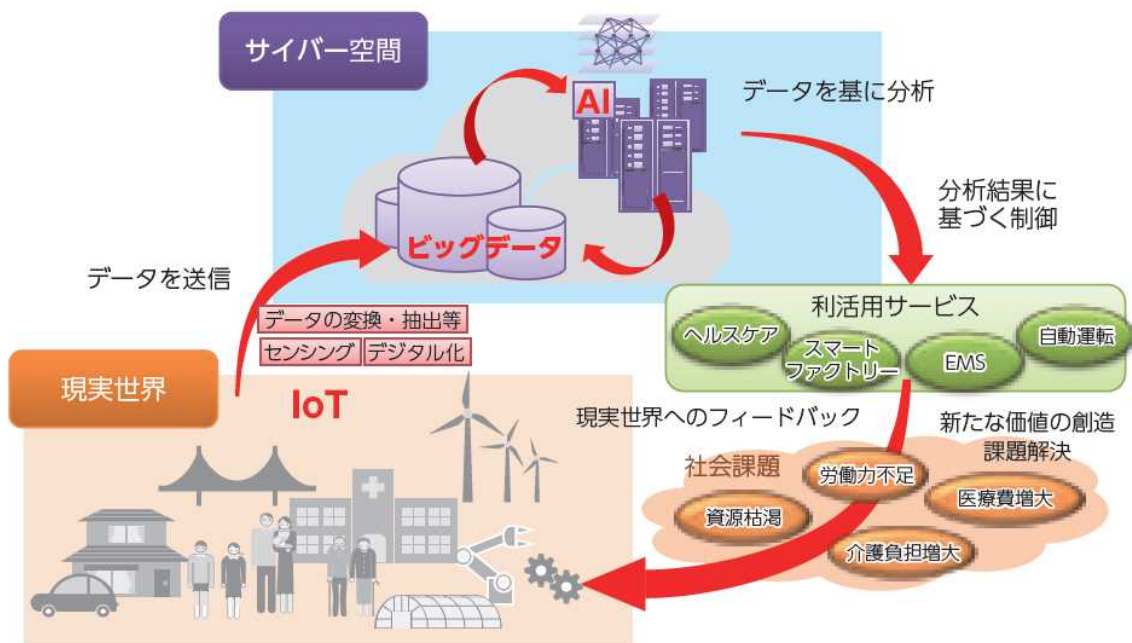 サイバー空間
AI
データを基に分析
分析結果に
基づく制御
ビッグデータ
データを送信
データの変換・抽出等
センシング
デジタル化
利活用サービス
ヘルスケア
スマート
ファクトリー
EMS
自動運転
現実世界
IoT
現実世界へのフィードバック
新たな価値の創造
課題解決
社会課題
労働力不足
資源枯渇
医療費増大
介護負担増大